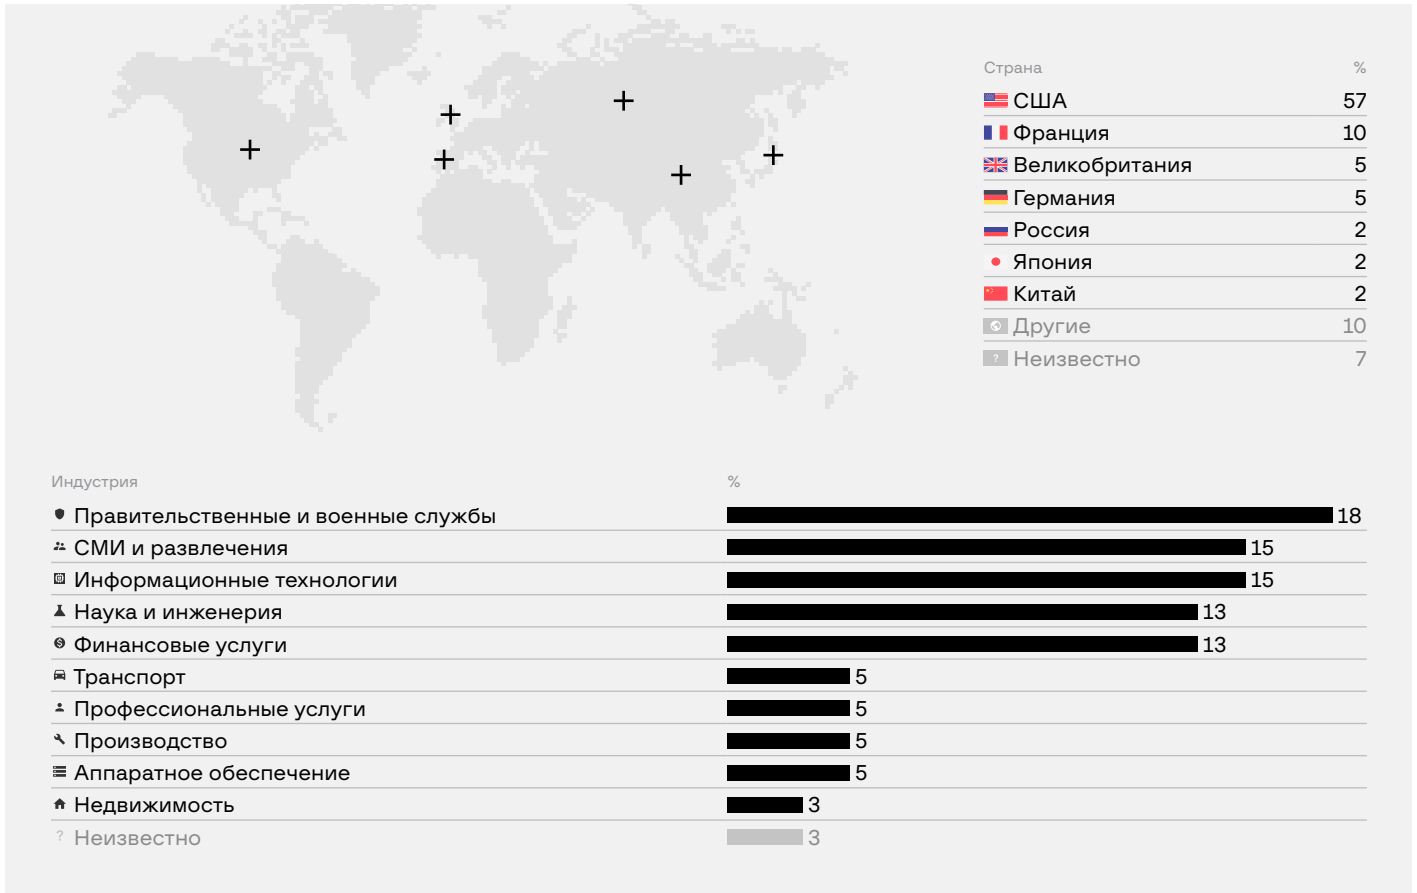 Страна %
США 57
Франция 10
Великобритания 5
Германия 5
Россия 2
Япония 2
Китай 2
Другие 10
? Неизвестно 7
Индустрия %
Правительственные и военные службы 18
СМИ и развлечения 15
Информационные технологии 15
Наука и инженерия 13
Финансовые услуги 13
Транспорт 5
Профессиональные услуги 5
Производство 5
Аппаратное обеспечение 5
Недвижимость 3
? Неизвестно 3